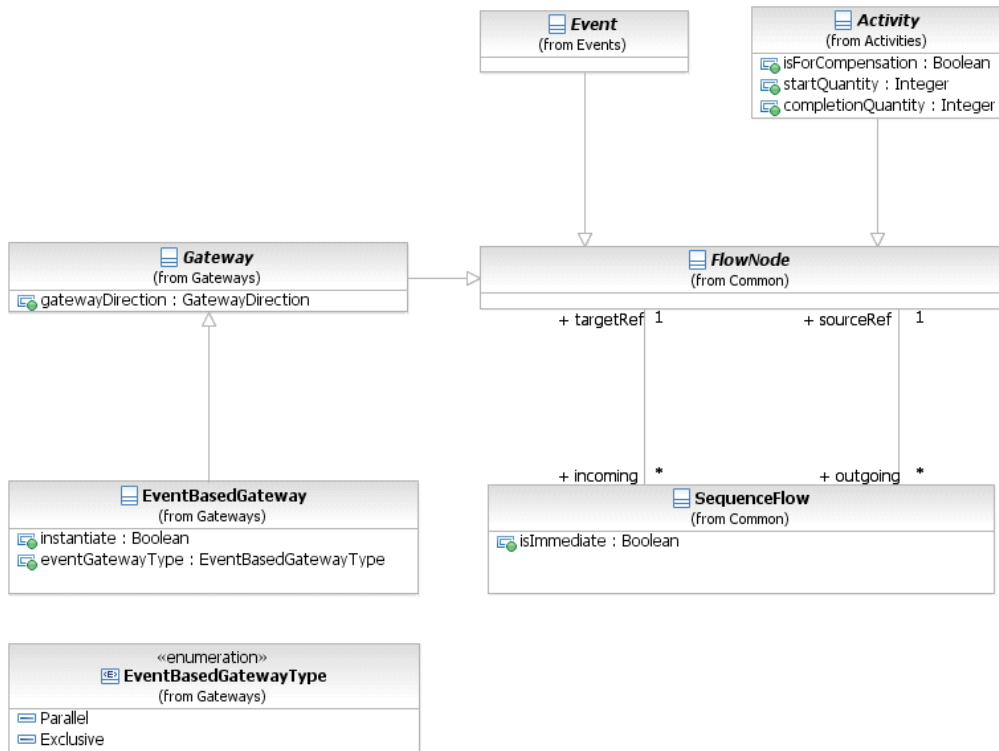 Event
(from Events)
Activity
(from Activities)
isForCompensation : Boolean
startQuantity : Integer
completionQuantity : Integer
Gateway
(from Gateways)
gatewayDirection : GatewayDirection
FlowNode
(from Common)
+ targetRef 1
+ sourceRef 1
+ incoming *
+ outgoing *
EventBasedGateway
(from Gateways)
instantiate : Boolean
eventGatewayType : EventBasedGatewayType
SequenceFlow
(from Common)
isImmediate : Boolean
«enumeration»
EventBasedGatewayType
(from Gateways)
Parallel
Exclusive